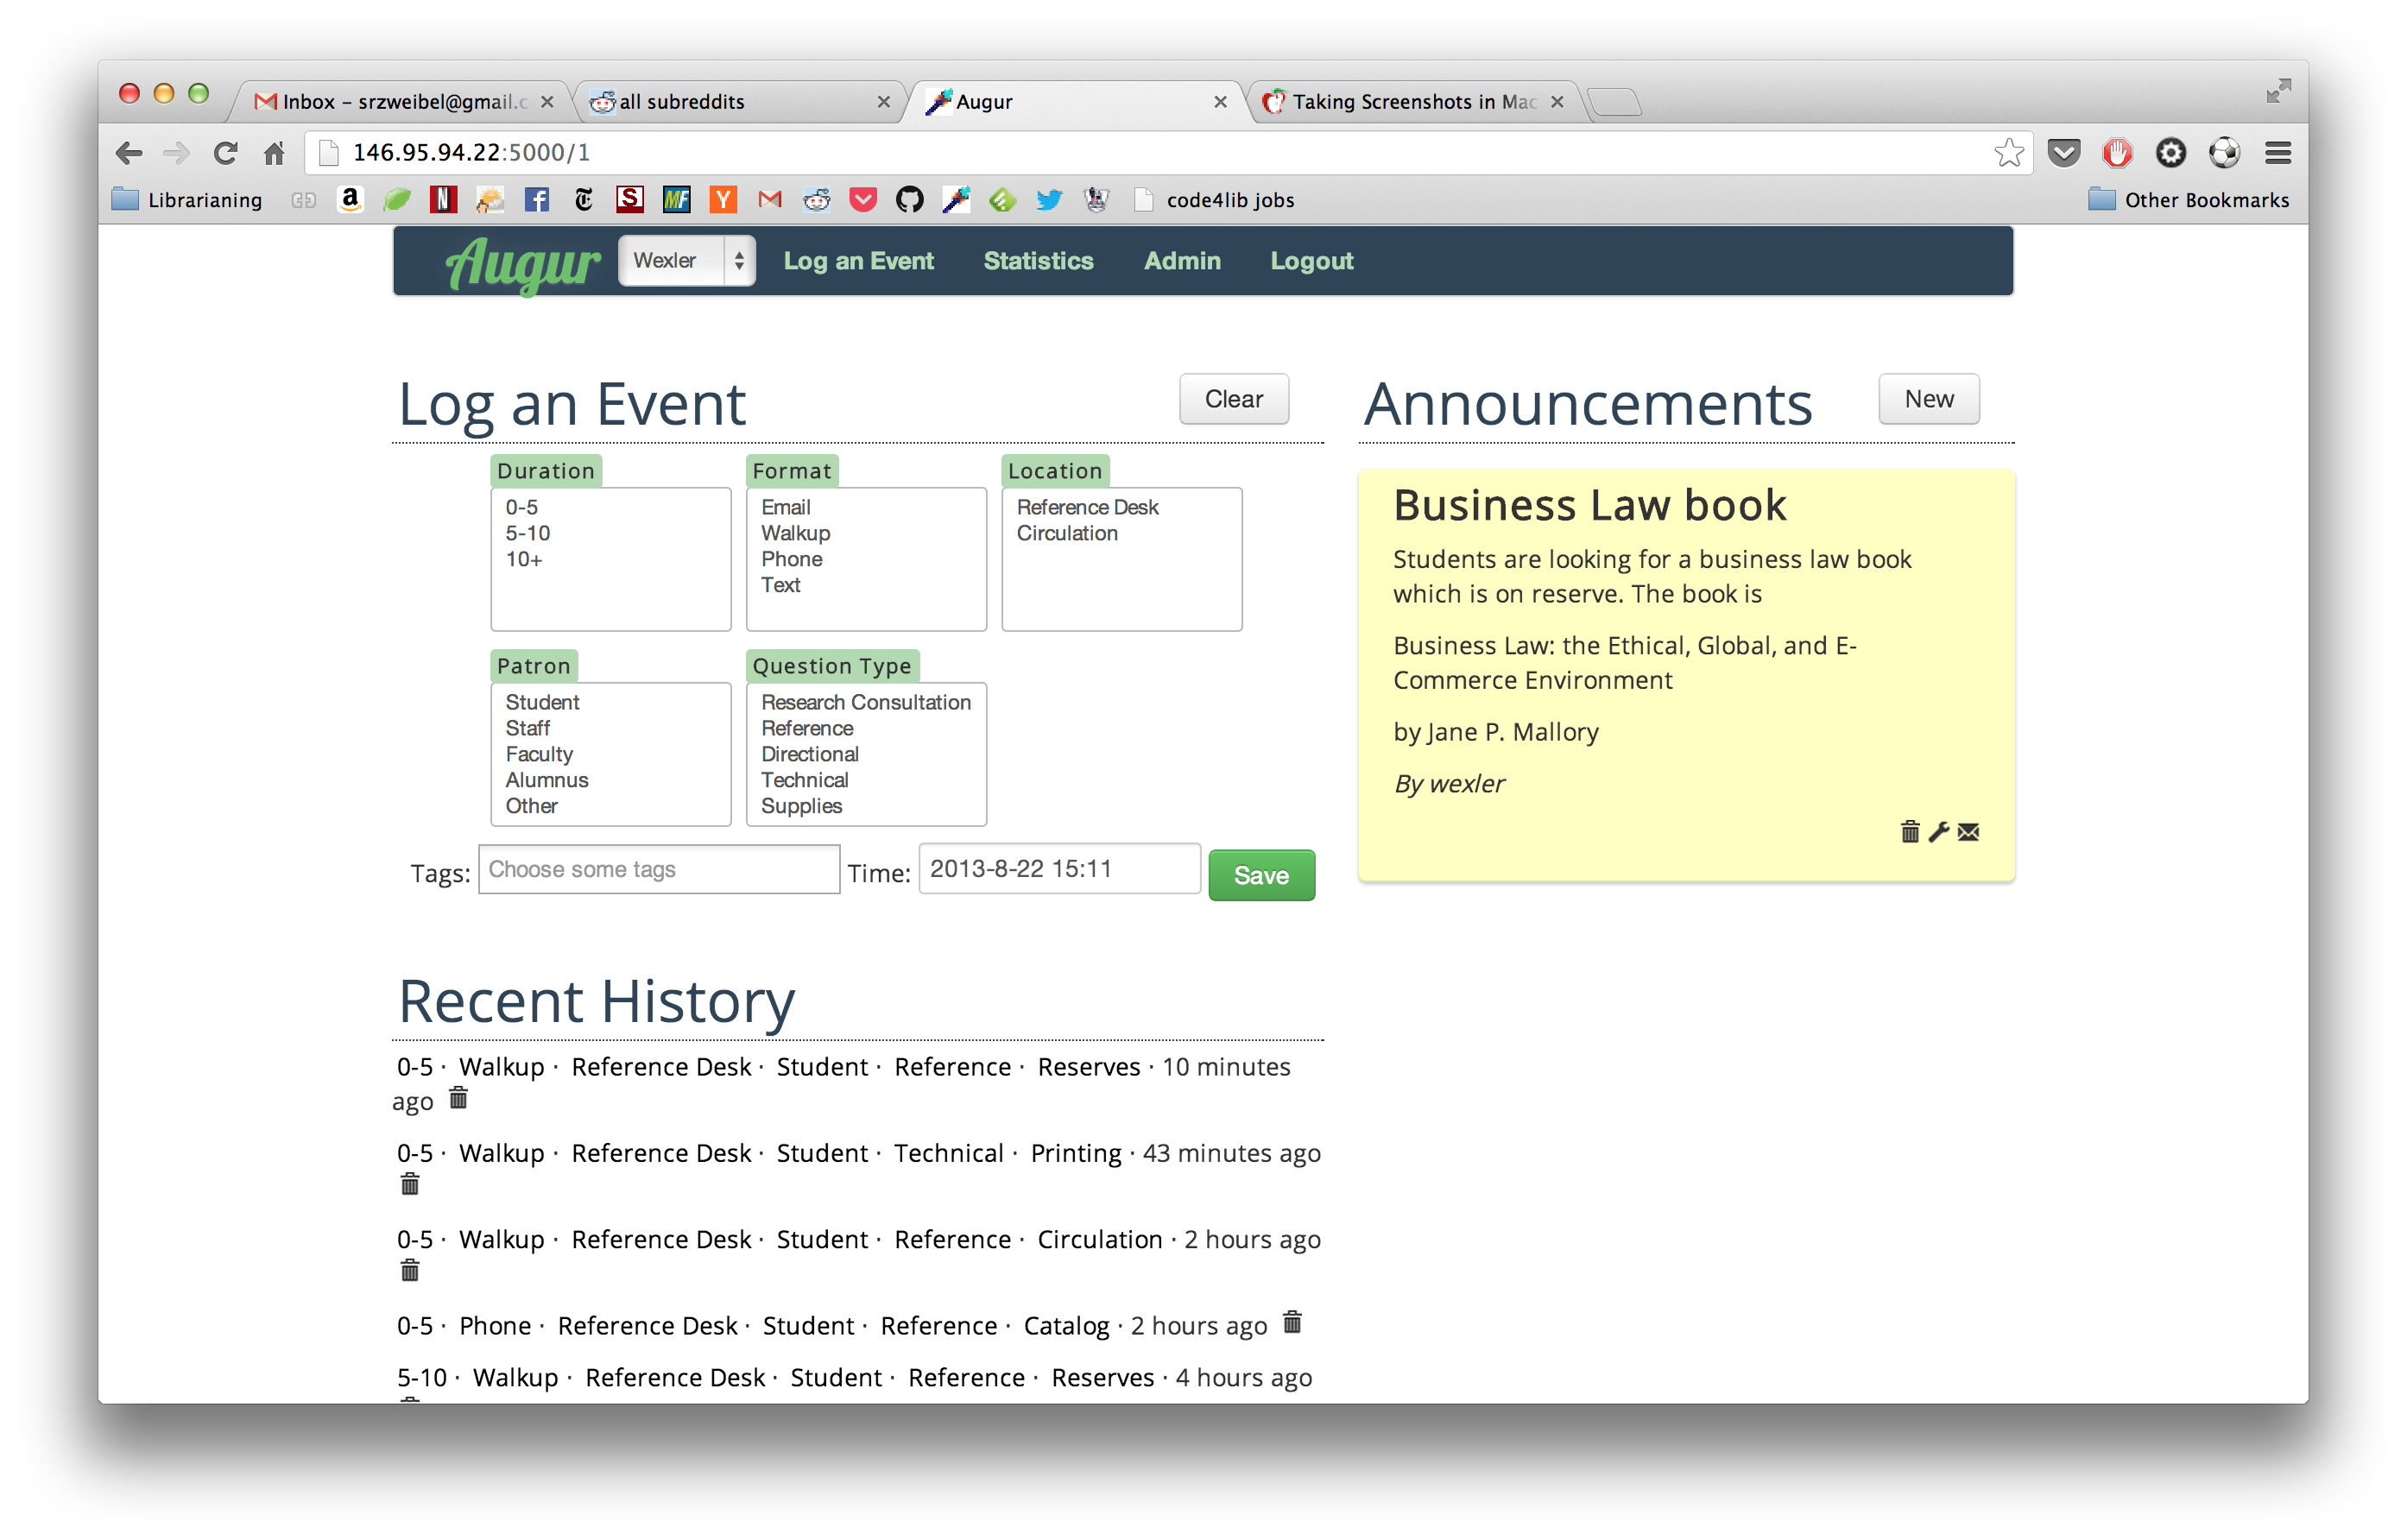 Inbox – srzweibel@gmail.c
all subreddits
Augur
Taking Screenshots in Mac
146.95.94.22:5000/1
Librarianing
code4lib jobs
Other Bookmarks
Augur
Wexler
Log an Event
Statistics
Admin
Logout
Log an Event
Clear
Duration
0-5
5-10
10+
Format
Email
Walkup
Phone
Text
Location
Reference Desk
Circulation
Patron
Student
Staff
Faculty
Alumnus
Other
Question Type
Research Consultation
Reference
Directional
Technical
Supplies
Tags: Choose some tags Time: 2013-8-22 15:11 Save
Recent History
0-5 · Walkup · Reference Desk · Student · Reference · Reserves · 10 minutes
ago
0-5 · Walkup · Reference Desk · Student · Technical · Printing · 43 minutes ago
0-5 · Walkup · Reference Desk · Student · Reference · Circulation · 2 hours ago
0-5 · Phone · Reference Desk · Student · Reference · Catalog · 2 hours ago
5-10 · Walkup · Reference Desk · Student · Reference · Reserves · 4 hours ago
Announcements
New
Business Law book
Students are looking for a business law book
which is on reserve. The book is
Business Law: the Ethical, Global, and E-
Commerce Environment
by Jane P. Mallory
By wexler